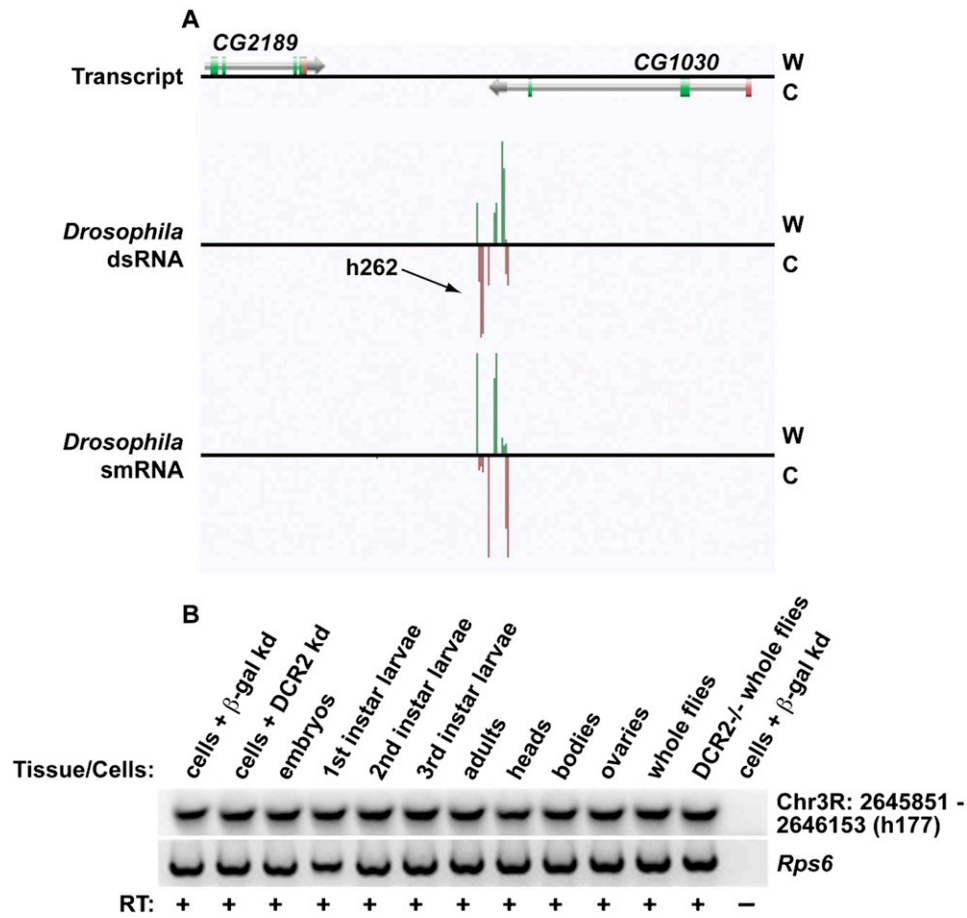 A
CG2189
CG1030
W
Transcript
C
W
Drosophila
dsRNA
C
h262
W
Drosophila
smRNA
C
B
Tissue/Cells:
cells + β-gal kd
cells + DCR2 kd
embryos
1st instar larvae
2nd instar larvae
3rd instar larvae
adults
heads
bodies
ovaries
whole flies
DCR2-/- whole flies
cells + β-gal kd
Chr3R: 2645851 -
2646153 (h177)
Rps6
RT: + + + + + + + + + + + + –